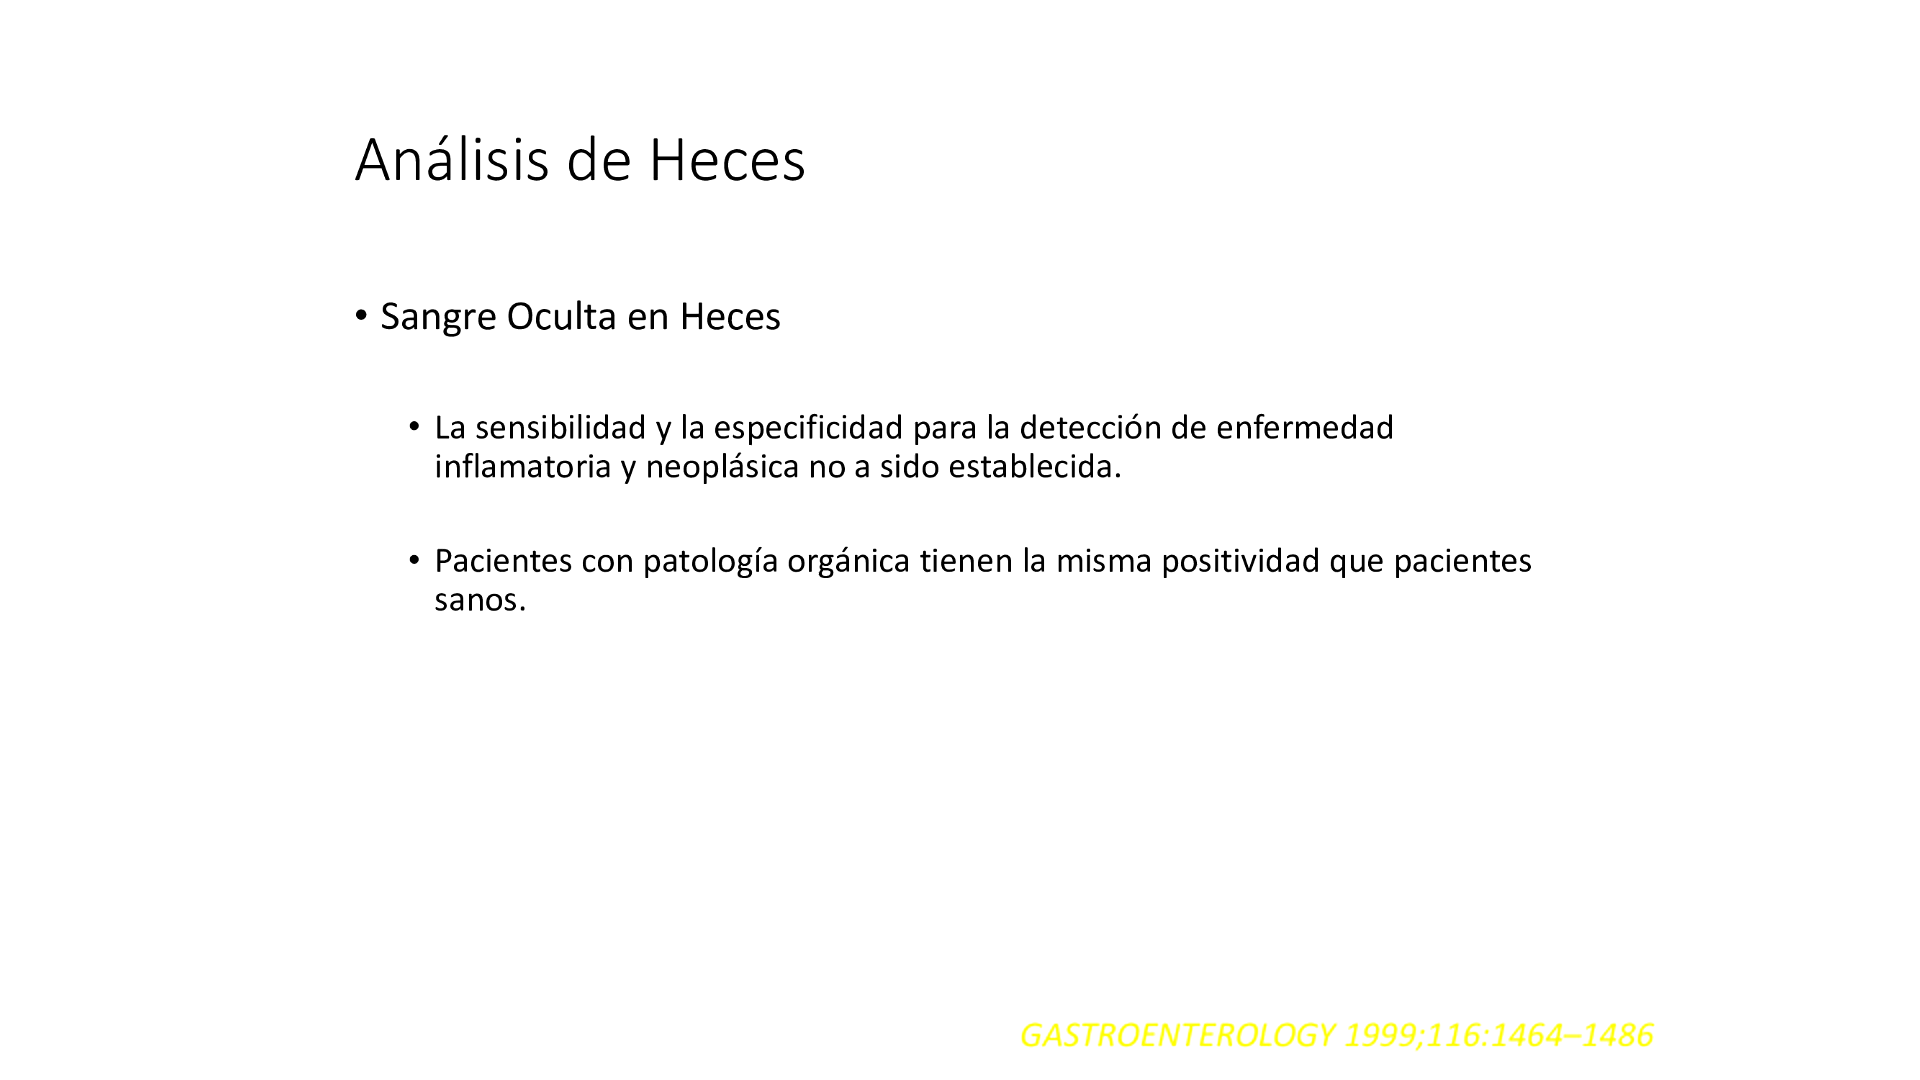 Análisis de Heces
• Sangre Oculta en Heces
• La sensibilidad y la especificidad para la detección de enfermedad
inflamatoria y neoplásica no a sido establecida.
• Pacientes con patología orgánica tienen la misma positividad que pacientes
sanos.
GASTROENTEROLOGY 1999;116:1464–1486